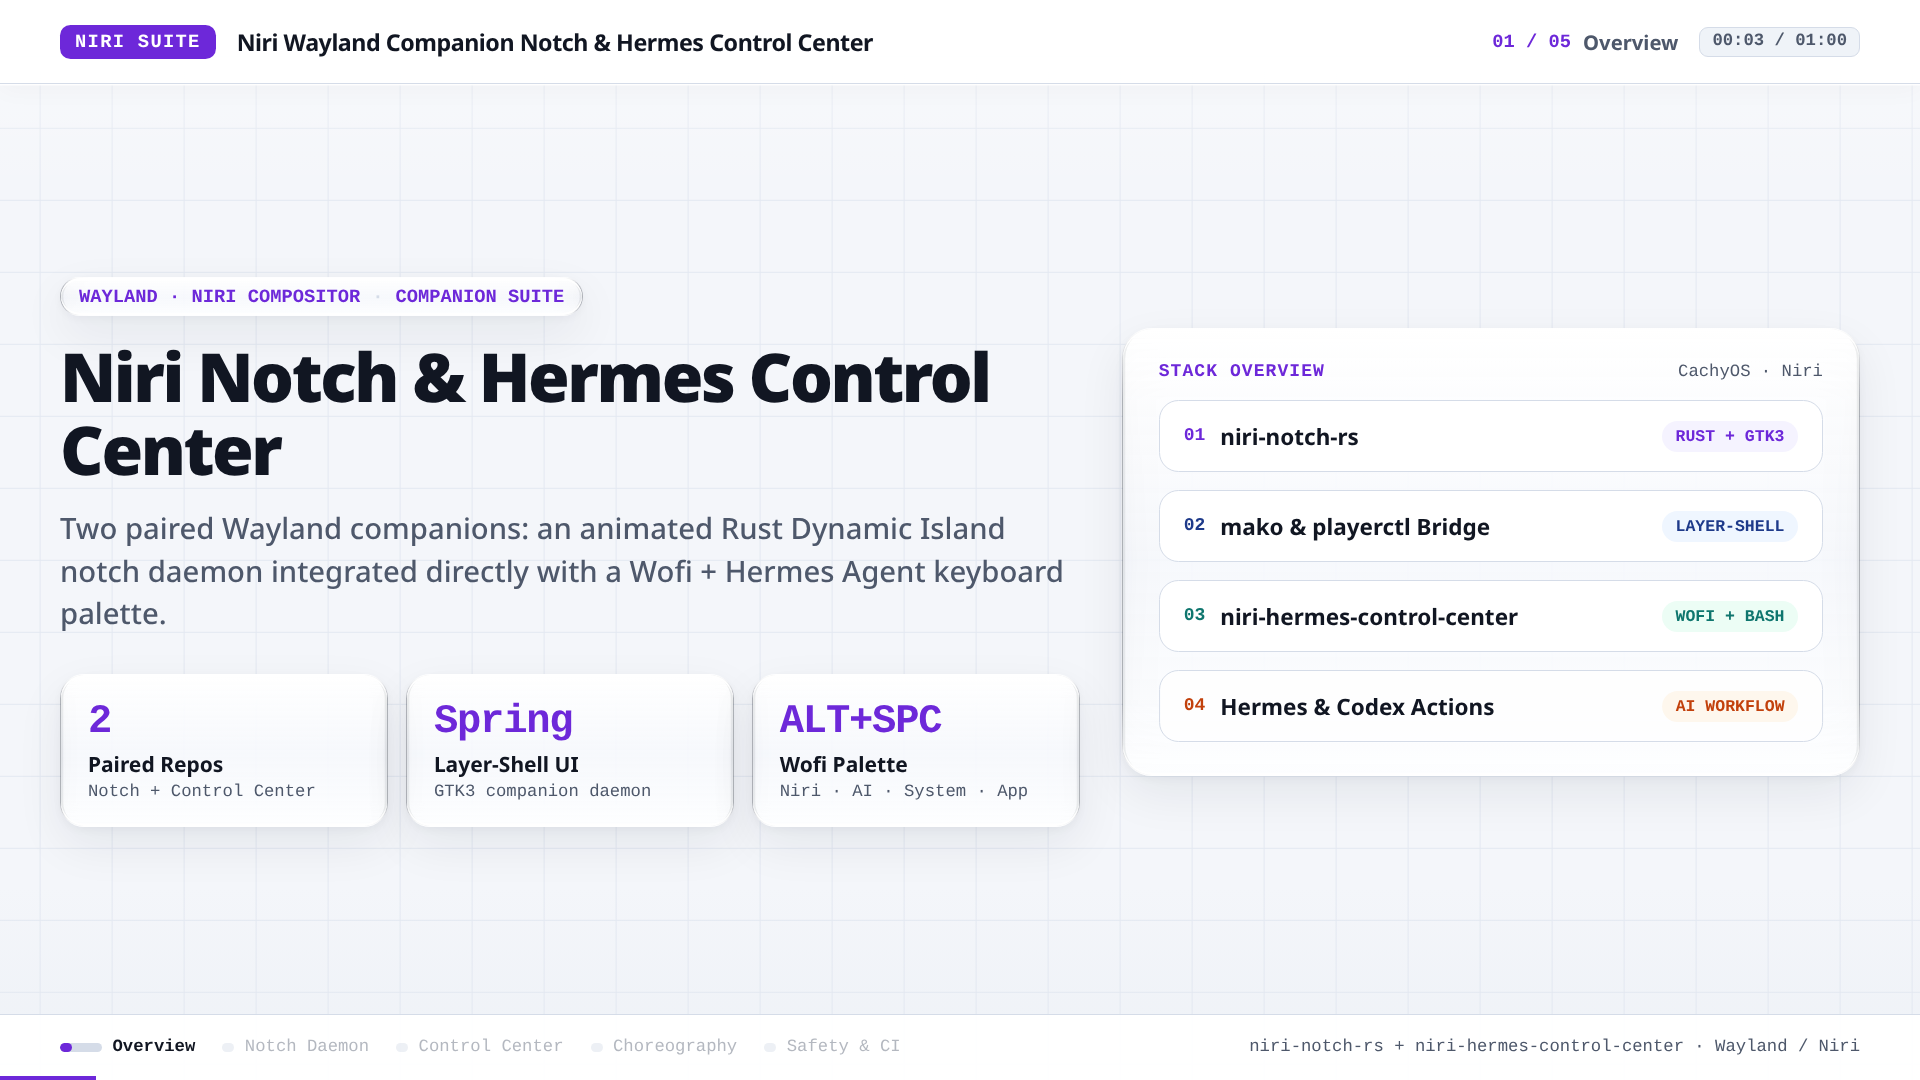 NIRI SUITE
Niri Wayland Companion Notch & Hermes Control Center
01 / 05 Overview
00:03 / 01:00
WAYLAND · NIRI COMPOSITOR · COMPANION SUITE
Niri Notch & Hermes Control
Center
Two paired Wayland companions: an animated Rust Dynamic Island
notch daemon integrated directly with a Wofi + Hermes Agent keyboard
palette.
2
Paired Repos
Notch + Control Center
Spring
Layer-Shell UI
GTK3 companion daemon
ALT+SPC
Wofi Palette
Niri · AI · System · App
STACK OVERVIEW
CachyOS · Niri
01 niri-notch-rs RUST + GTK3
02 mako & playerctl Bridge LAYER-SHELL
03 niri-hermes-control-center WOFI + BASH
04 Hermes & Codex Actions AI WORKFLOW
Overview
Notch Daemon
Control Center
Choreography
Safety & CI
niri-notch-rs + niri-hermes-control-center · Wayland / Niri